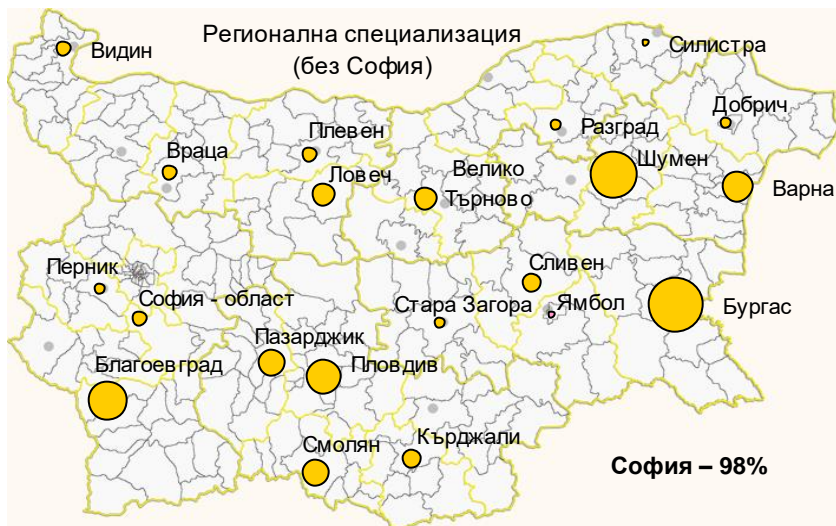 Регионална специализация
(без София)
Видин
Силистра
Добрич
Плевен
Разград
Враца
Ловеч
Велико
Търново
Шумен
Варна
Перник
София - област
Сливен
Стара Загора
Ямбол
Бургас
Пазарджик
Благоевград
Пловдив
Смолян
Кърджали
София – 98%